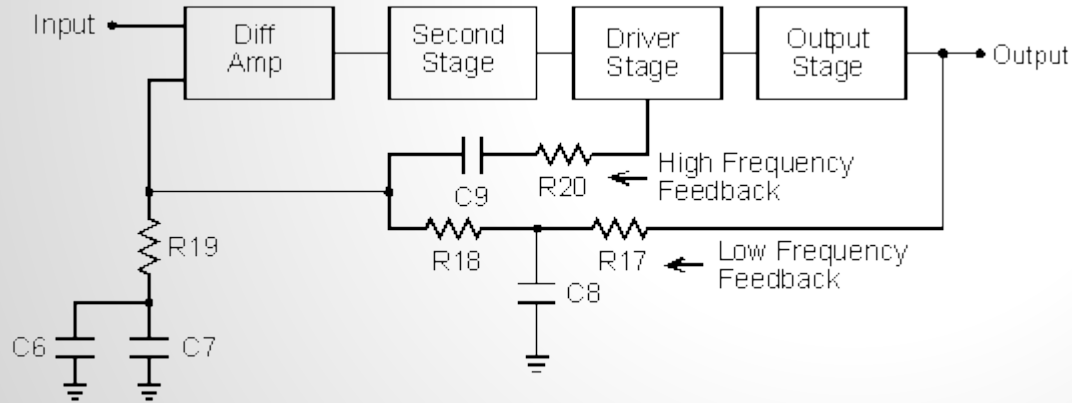 Input
Diff
Amp
Second
Stage
Driver
Stage
Output
Stage
Output
C9
R20
High Frequency
Feedback
R19
R18
R17
Low Frequency
Feedback
C8
C6
C7